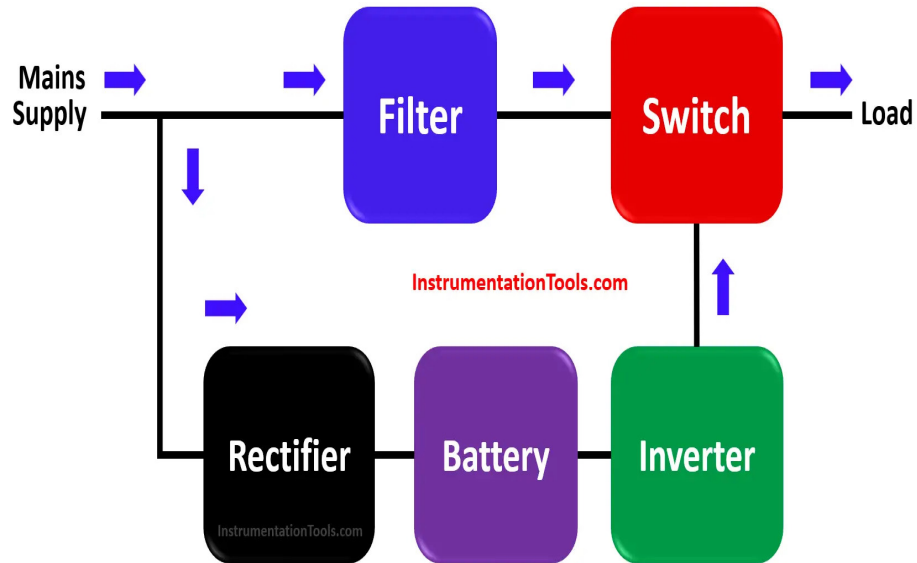 Mains
Supply
Filter
Switch
Load
InstrumentationTools.com
Rectifier
Battery
Inverter
InstrumentationTools.com